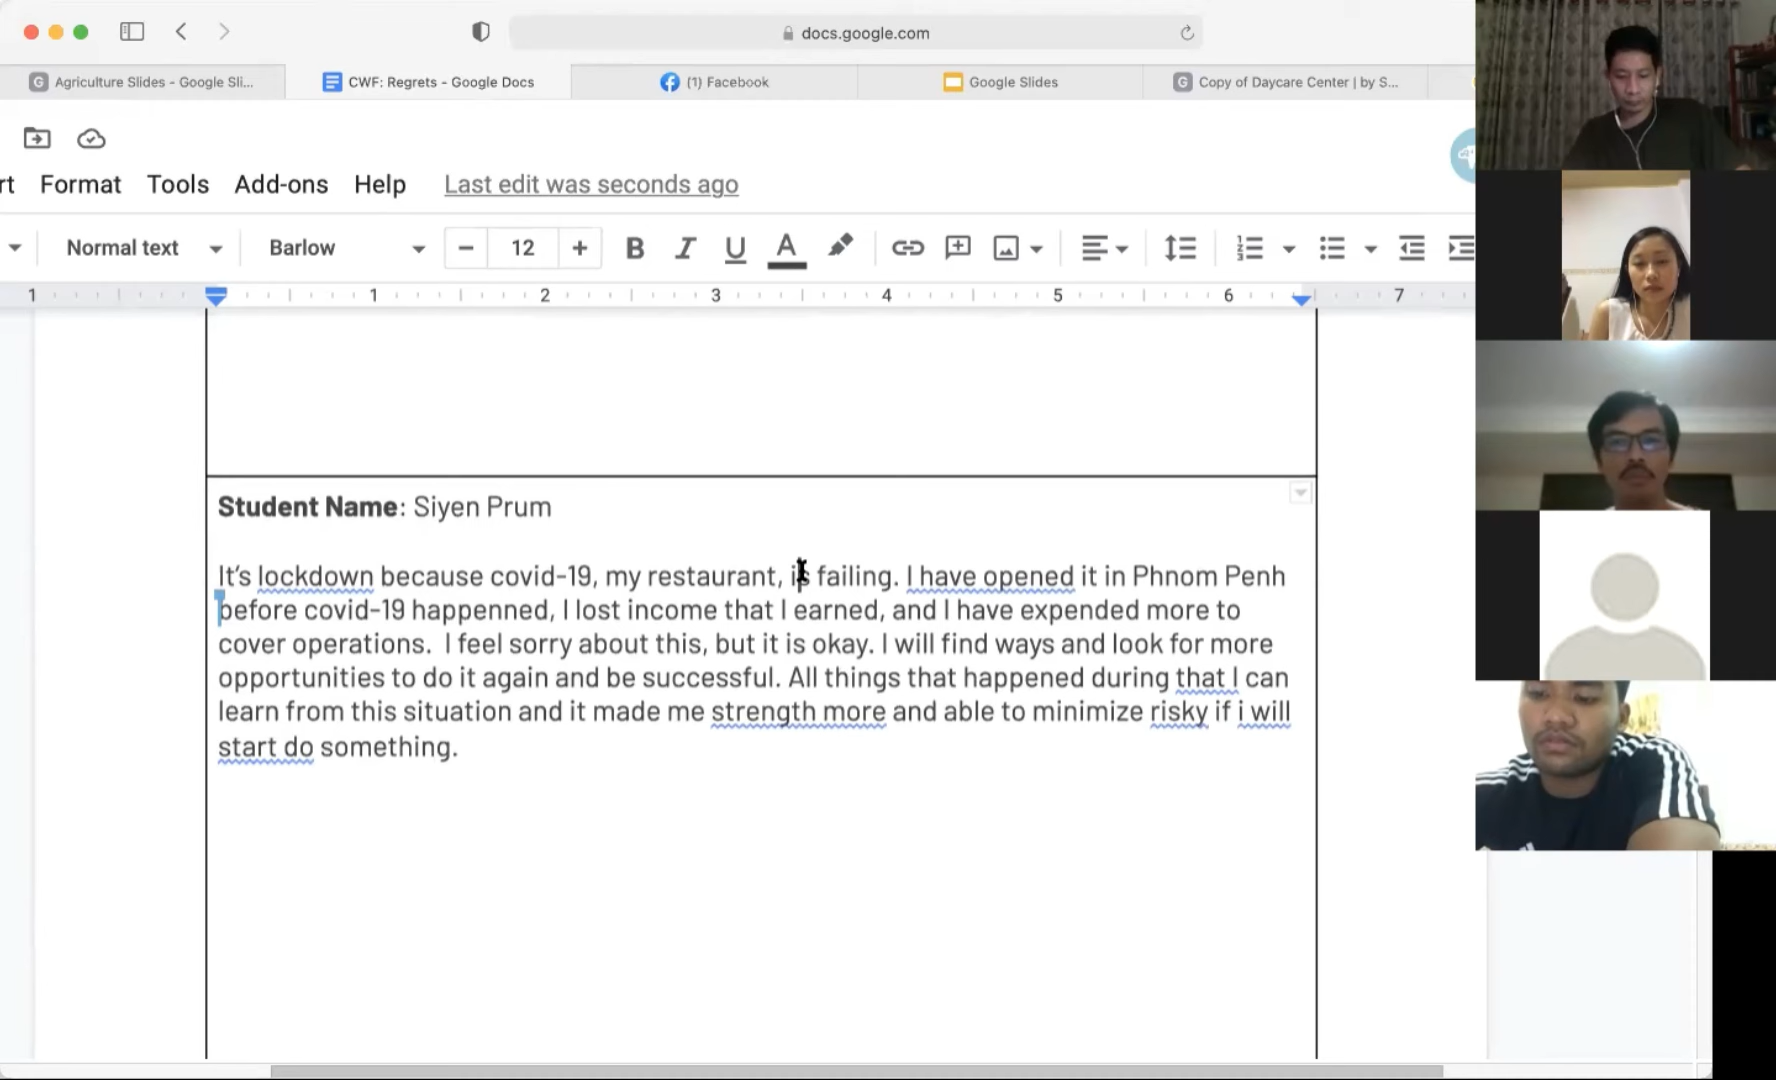 docs.google.com
Agriculture Slides - Google Sli...
CWF: Regrets - Google Docs
(1) Facebook
Google Slides
Copy of Daycare Center | by S...
rt Format Tools Add-ons Help Last edit was seconds ago
Normal text Barlow 12
1 1 2 3 4 5 6 7
Student Name: Siyen Prum
It's lockdown because covid-19, my restaurant, is failing. I have opened it in Phnom Penh
before covid-19 happenned, I lost income that I earned, and I have expended more to
cover operations.  I feel sorry about this, but it is okay. I will find ways and look for more
opportunities to do it again and be successful. All things that happened during that I can
learn from this situation and it made me strength more and able to minimize risky if i will
start do something.